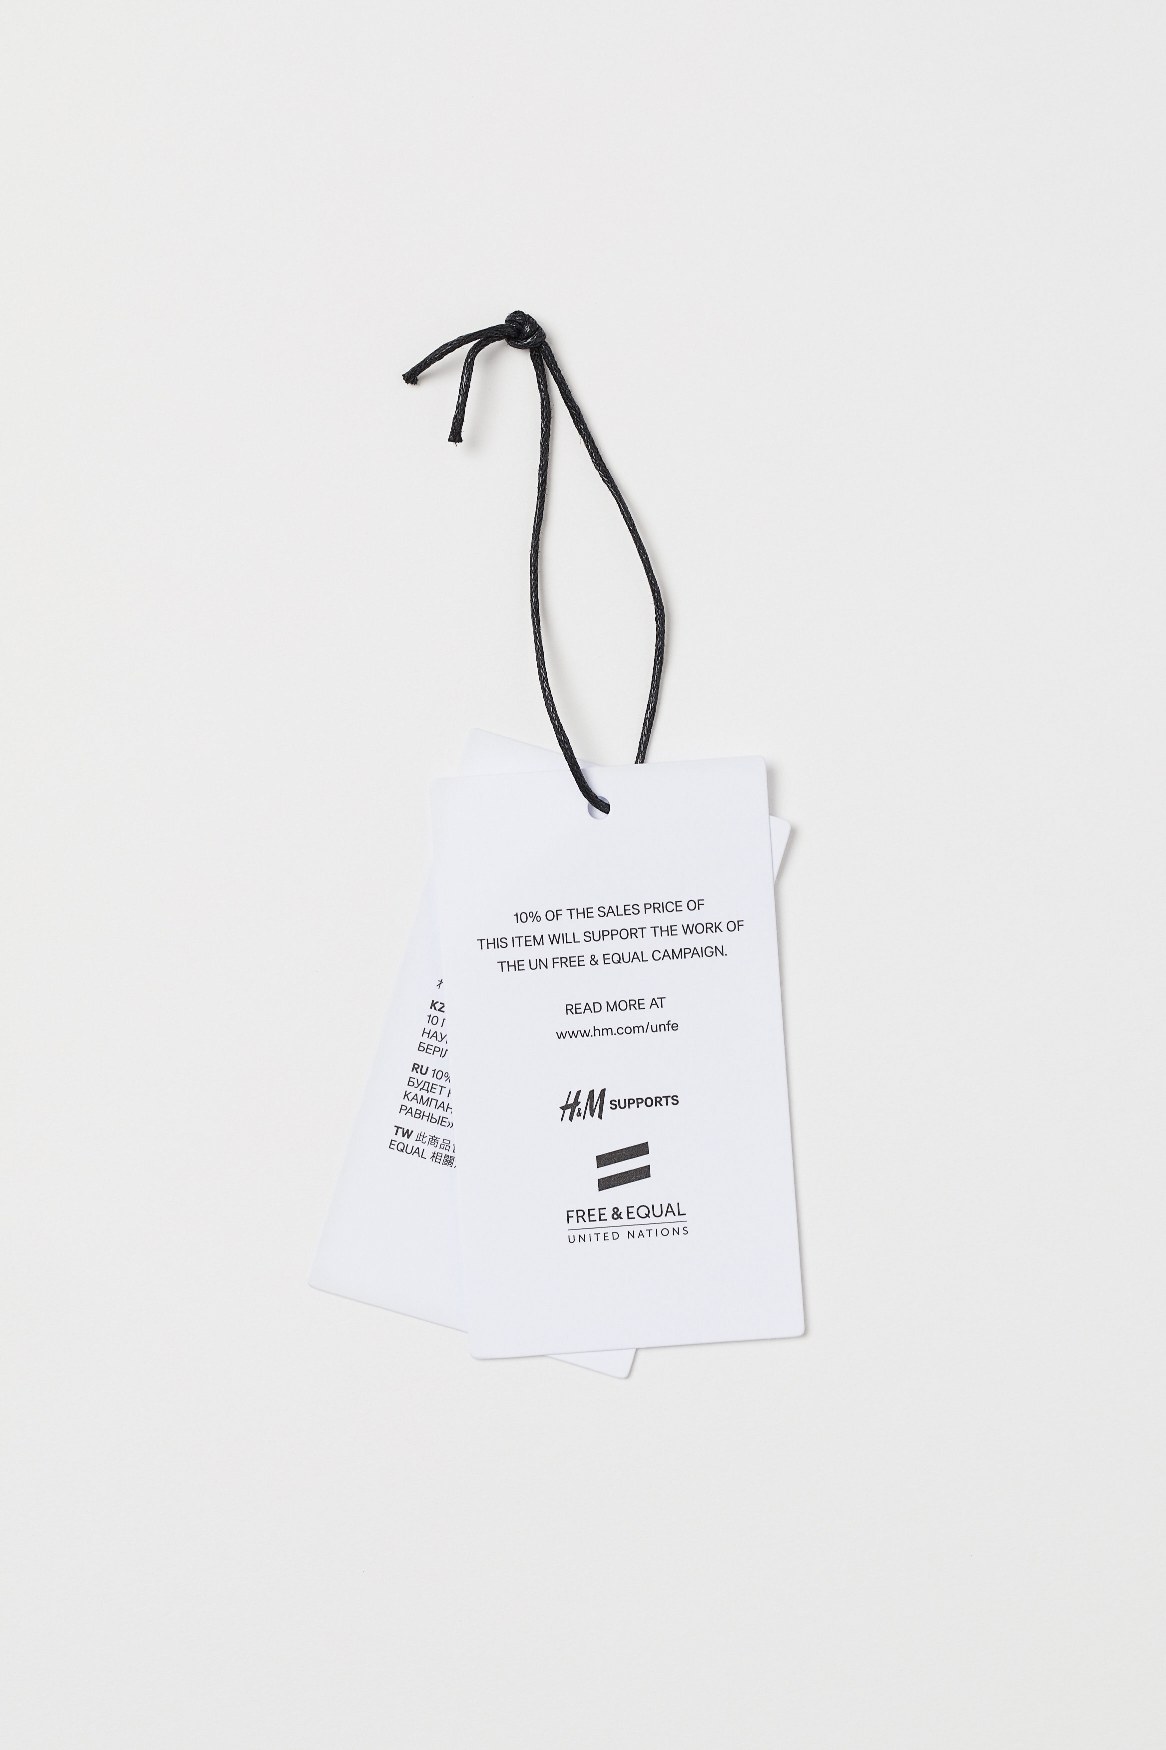 10% OF THE SALES PRICE OF
THIS ITEM WILL SUPPORT THE WORK OF
THE UN FREE & EQUAL CAMPAIGN.
READ MORE AT
www.hm.com/unfe
H&M SUPPORTS
FREE & EQUAL
UNITED NATIONS
10
RU 10%
БУДЕТ
РАВНЫЕ»
TW 此商品
EQUAL 相關